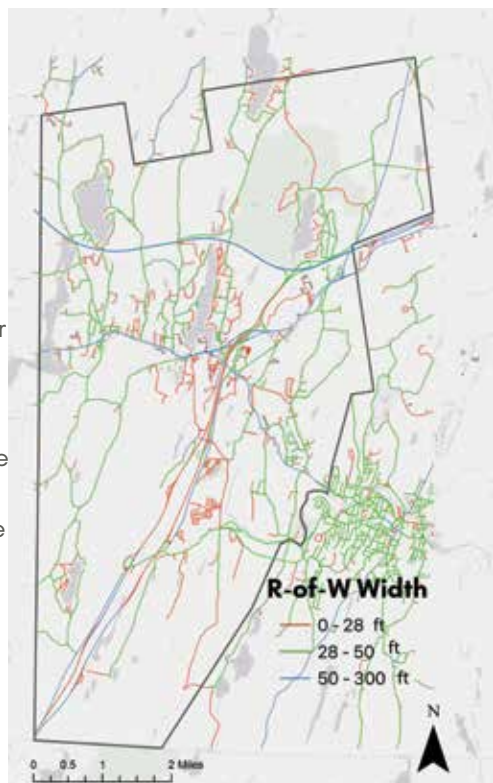 r
e
e
R-of-W Width
0 - 28 ft
28 - 50 ft
50 - 300 ft
N
0 0.5 1 2 Miles